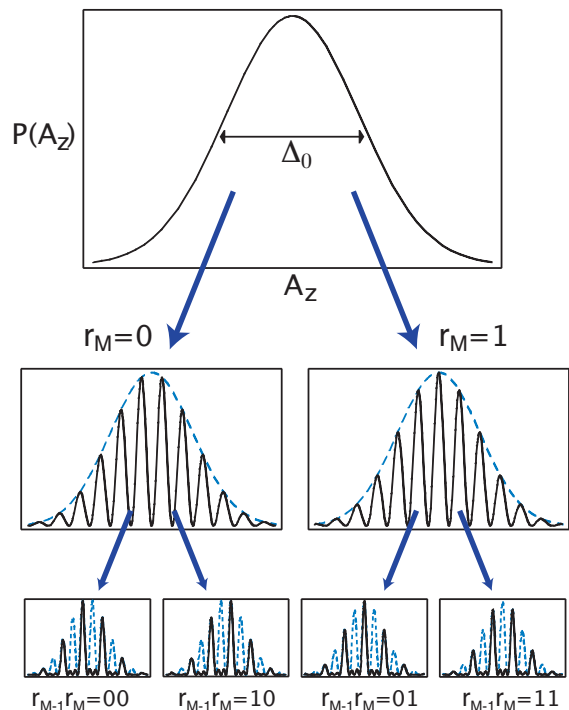 P(A_z)
Δ₀
A_z
r_M=0 r_M=1
r_{M-1}r_M=00 r_{M-1}r_M=10 r_{M-1}r_M=01 r_{M-1}r_M=11